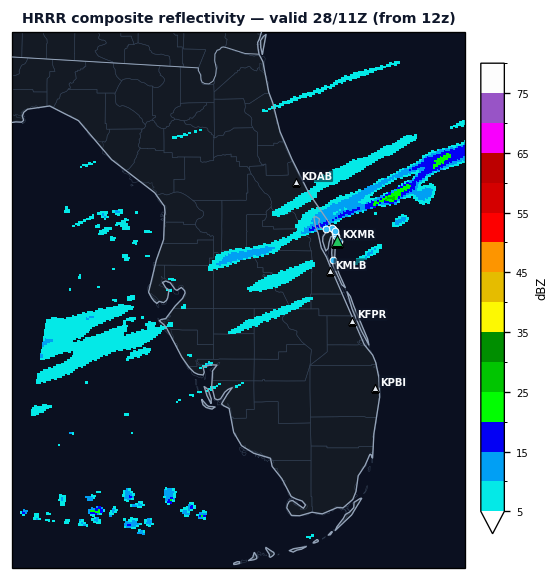 HRRR composite reflectivity — valid 28/11Z (from 12z)
75
65
KDAB
55
KXMR
45
KMLB
dBZ
KFPR
35
KPBI
25
15
5